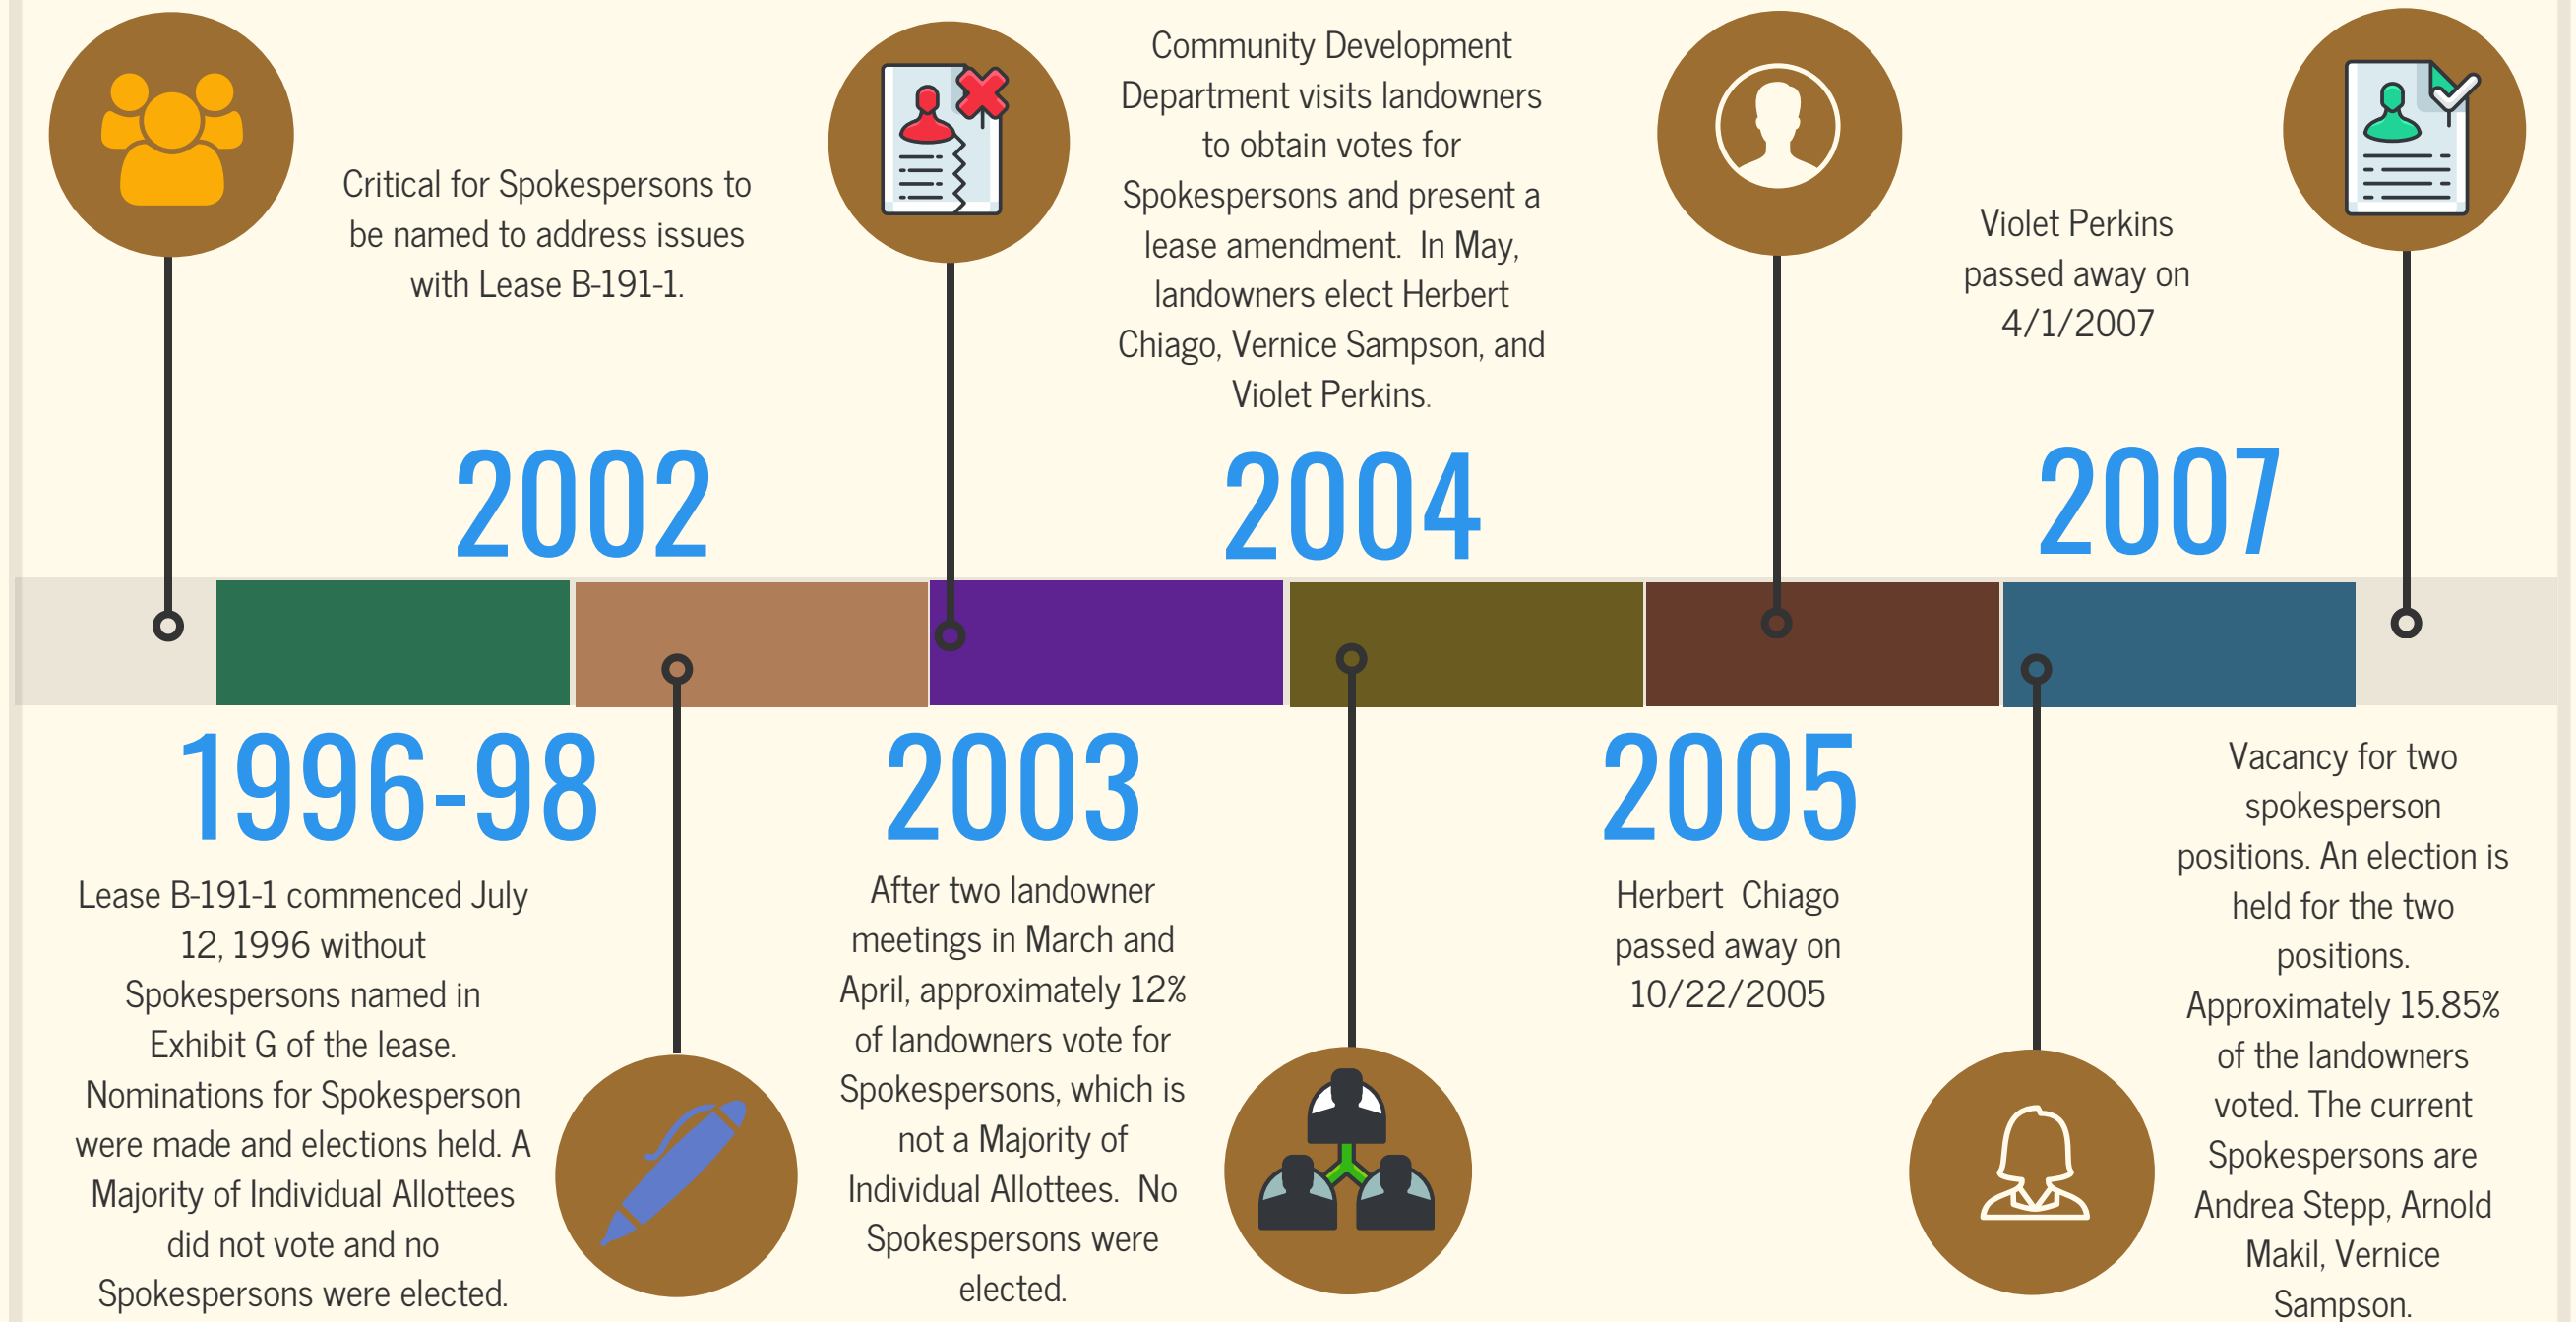 1996-98
Lease B-191-1 commenced July
12, 1996 without
Spokespersons named in
Exhibit G of the lease.
Nominations for Spokesperson
were made and elections held. A
Majority of Individual Allottees
did not vote and no
Spokespersons were elected.
Critical for Spokespersons to
be named to address issues
with Lease B-191-1.
2002
2003
After two landowner
meetings in March and
April, approximately 12%
of landowners vote for
Spokespersons, which is
not a Majority of
Individual Allottees.  No
Spokespersons were
elected.
Community Development
Department visits landowners
to obtain votes for
Spokespersons and present a
lease amendment.  In May,
landowners elect Herbert
Chiago, Vernice Sampson, and
Violet Perkins.
2004
2005
Herbert  Chiago
passed away on
10/22/2005
Violet Perkins
passed away on
4/1/2007
2007
Vacancy for two
spokesperson
positions. An election is
held for the two
positions.
Approximately 15.85%
of the landowners
voted. The current
Spokespersons are
Andrea Stepp, Arnold
Makil, Vernice
Sampson.